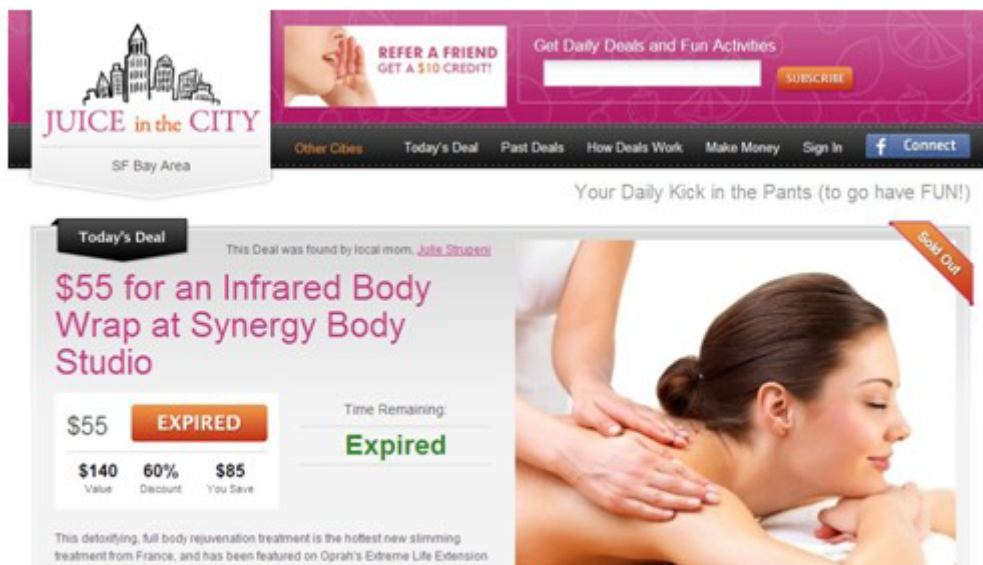 REFER A FRIEND
GET A $10 CREDIT!
Get Daily Deals and Fun Activities
SUBSCRIBE
JUICE in the CITY
SF Bay Area
Other Cities Today's Deal Past Deals How Deals Work Make Money Sign In f Connect
Your Daily Kick in the Pants (to go have FUN!)
Today's Deal
This Deal was found by local mom, Julie Strupeni
Sold Out
$55 for an Infrared Body
Wrap at Synergy Body
Studio
$55 EXPIRED
$140 60% $85
Value Discount You Save
Time Remaining:
Expired
This detoxifying, full body rejuvenation treatment is the hottest new slimming
treatment from France, and has been featured on Oprah's Extreme Life Extension